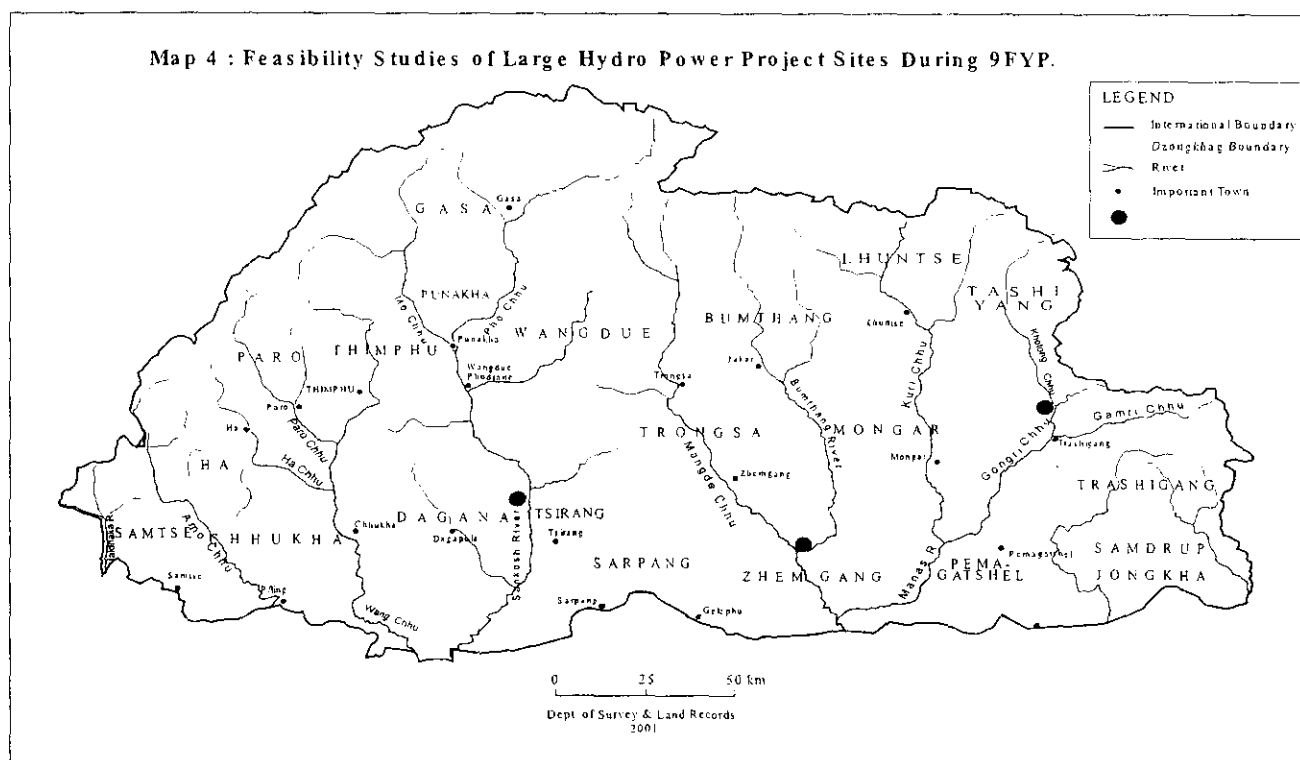 Map 4 : Feasibility Studies of Large Hydro Power Project Sites During 9FYP.
LEGEND
International Boundary
Dzongkhag Boundary
River
Important Town
GASA
Gasa
PUNAKHA
Mo Chhu
Pho Chhu
Punakha
WANGDUE
Wangdue
Phodrang
THIMPHU
THIMPHU
PARO
Paro
Paro Chhu
Ha
HA
Ha Chhu
SAMTSE
Samtse
Amo Chhu
CHHUKHA
Chhukha
P/ling
Wang Chhu
DAGANA
Dagapela
Sankosh River
TSIRANG
Tsirang
SARPANG
Sarpang
Gelephu
TRONGSA
Trongsa
Mangde Chhu
Zhemgang
ZHEMGANG
BUMTHANG
Jakar
Bumthang River
LHUNTSE
Lhuntse
Kuri Chhu
MONGAR
Mongar
Manas R.
TASHI
YANG
Kholong Chhu
Gamri Chhu
Gongri Chhu
Trashigang
TRASHIGANG
PEMA-
GATSHEL
Pemagatshel
SAMDRUP
JONGKHA
0 25 50 km
Dept of Survey & Land Records
2001